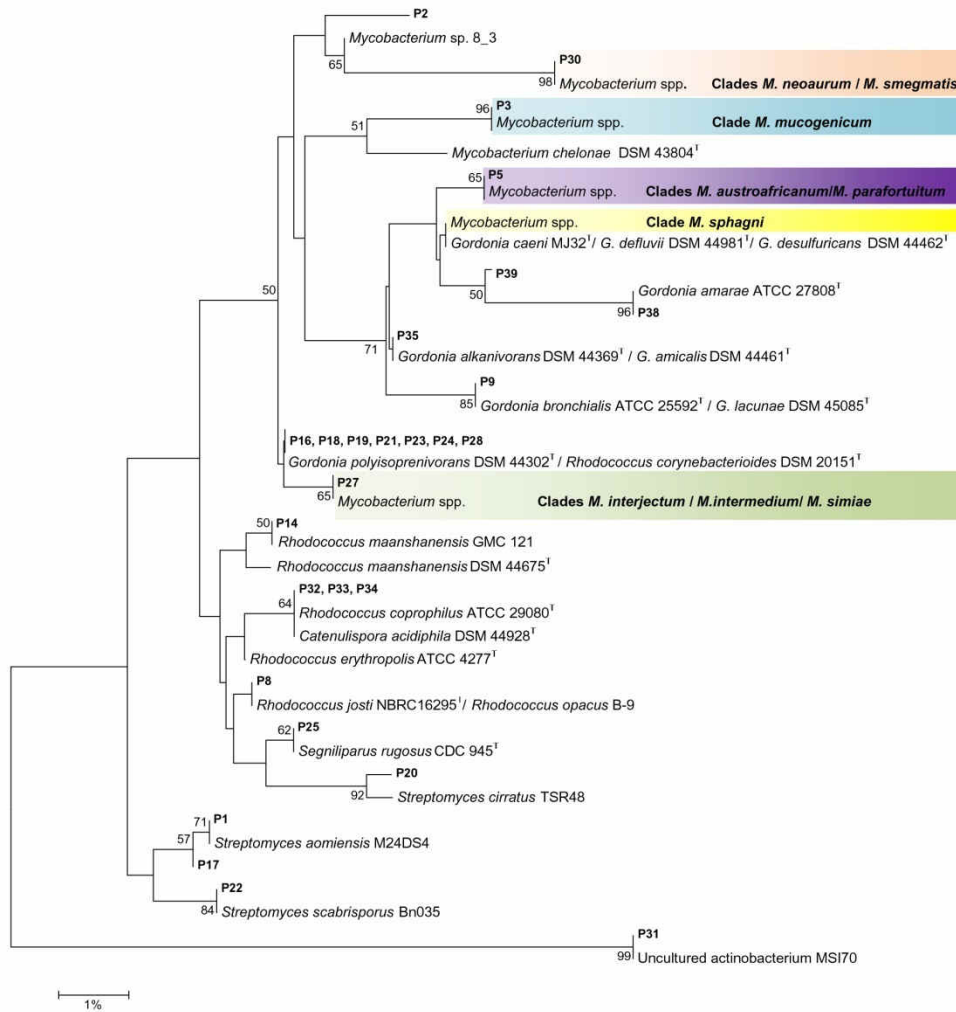 P2
Mycobacterium sp. 8_3
65
P30
98 Mycobacterium spp. Clades M. neoaurum / M. smegmatis
96 P3
Mycobacterium spp. Clade M. mucogenicum
51
Mycobacterium chelonae DSM 43804T
65 P5
Mycobacterium spp. Clades M. austroafricanum/M. parafortuitum
Mycobacterium spp. Clade M. sphagni
Gordonia caeni MJ32T/ G. defluvii DSM 44981T/ G. desulfuricans DSM 44462T
P39
50
Gordonia amarae ATCC 27808T
96 P38
50
P35
71
Gordonia alkanivorans DSM 44369T / G. amicalis DSM 44461T
P9
85 Gordonia bronchialis ATCC 25592T / G. lacunae DSM 45085T
P16, P18, P19, P21, P23, P24, P28
Gordonia polyisoprenivorans DSM 44302T / Rhodococcus corynebacterioides DSM 20151T
P27
65 Mycobacterium spp. Clades M. interjectum / M.intermedium/ M. simiae
50 P14
Rhodococcus maanshanensis GMC 121
Rhodococcus maanshanensis DSM 44675T
P32, P33, P34
64
Rhodococcus coprophilus ATCC 29080T
Catenulispora acidiphila DSM 44928T
Rhodococcus erythropolis ATCC 4277T
P8
Rhodococcus josti NBRC16295T/ Rhodococcus opacus B-9
62 P25
Segniliparus rugosus CDC 945T
P20
92 Streptomyces cirratus TSR48
71 P1
57 Streptomyces aomiensis M24DS4
P17
P22
84 Streptomyces scabrisporus Bn035
P31
99 Uncultured actinobacterium MSI70
1%